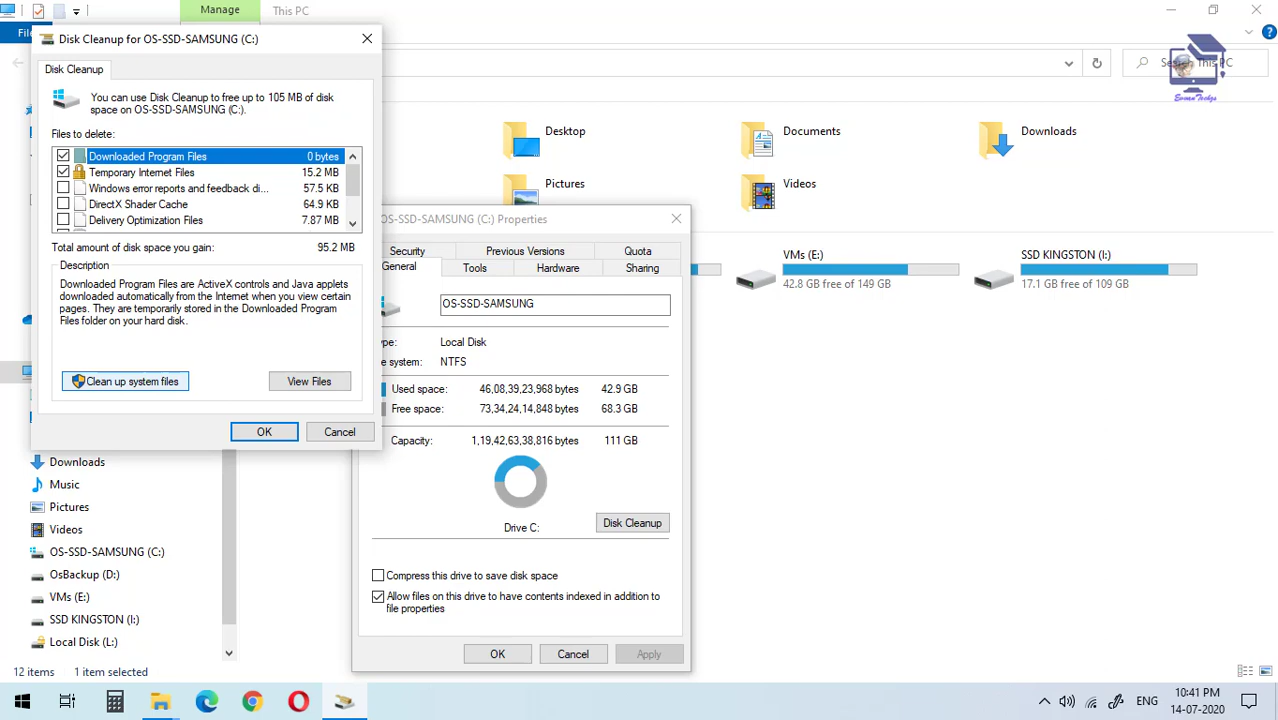 Manage
This PC
File
Disk Cleanup for OS-SSD-SAMSUNG (C:)
Disk Cleanup
You can use Disk Cleanup to free up to 105 MB of disk
space on OS-SSD-SAMSUNG (C:).
Files to delete:
Downloaded Program Files 0 bytes
Temporary Internet Files 15.2 MB
Windows error reports and feedback di... 57.5 KB
DirectX Shader Cache 64.9 KB
Delivery Optimization Files 7.87 MB
Total amount of disk space you gain: 95.2 MB
Description
Downloaded Program Files are ActiveX controls and Java applets
downloaded automatically from the Internet when you view certain
pages. They are temporarily stored in the Downloaded Program
Files folder on your hard disk.
Clean up system files
View Files
OK
Cancel
Search This PC
EovanTechgs
Desktop
Documents
Downloads
Pictures
Videos
VMs (E:)
42.8 GB free of 149 GB
SSD KINGSTON (I:)
17.1 GB free of 109 GB
OS-SSD-SAMSUNG (C:) Properties
Security
Previous Versions
Quota
General
Tools
Hardware
Sharing
OS-SSD-SAMSUNG
ype: Local Disk
e system: NTFS
Used space: 46,08,39,23,968 bytes 42.9 GB
Free space: 73,34,24,14,848 bytes 68.3 GB
Capacity: 1,19,42,63,38,816 bytes 111 GB
Drive C:
Disk Cleanup
Compress this drive to save disk space
Allow files on this drive to have contents indexed in addition to
file properties
OK
Cancel
Apply
Downloads
Music
Pictures
Videos
OS-SSD-SAMSUNG (C:)
OsBackup (D:)
VMs (E:)
SSD KINGSTON (I:)
Local Disk (L:)
12 items
1 item selected
ENG
10:41 PM
14-07-2020